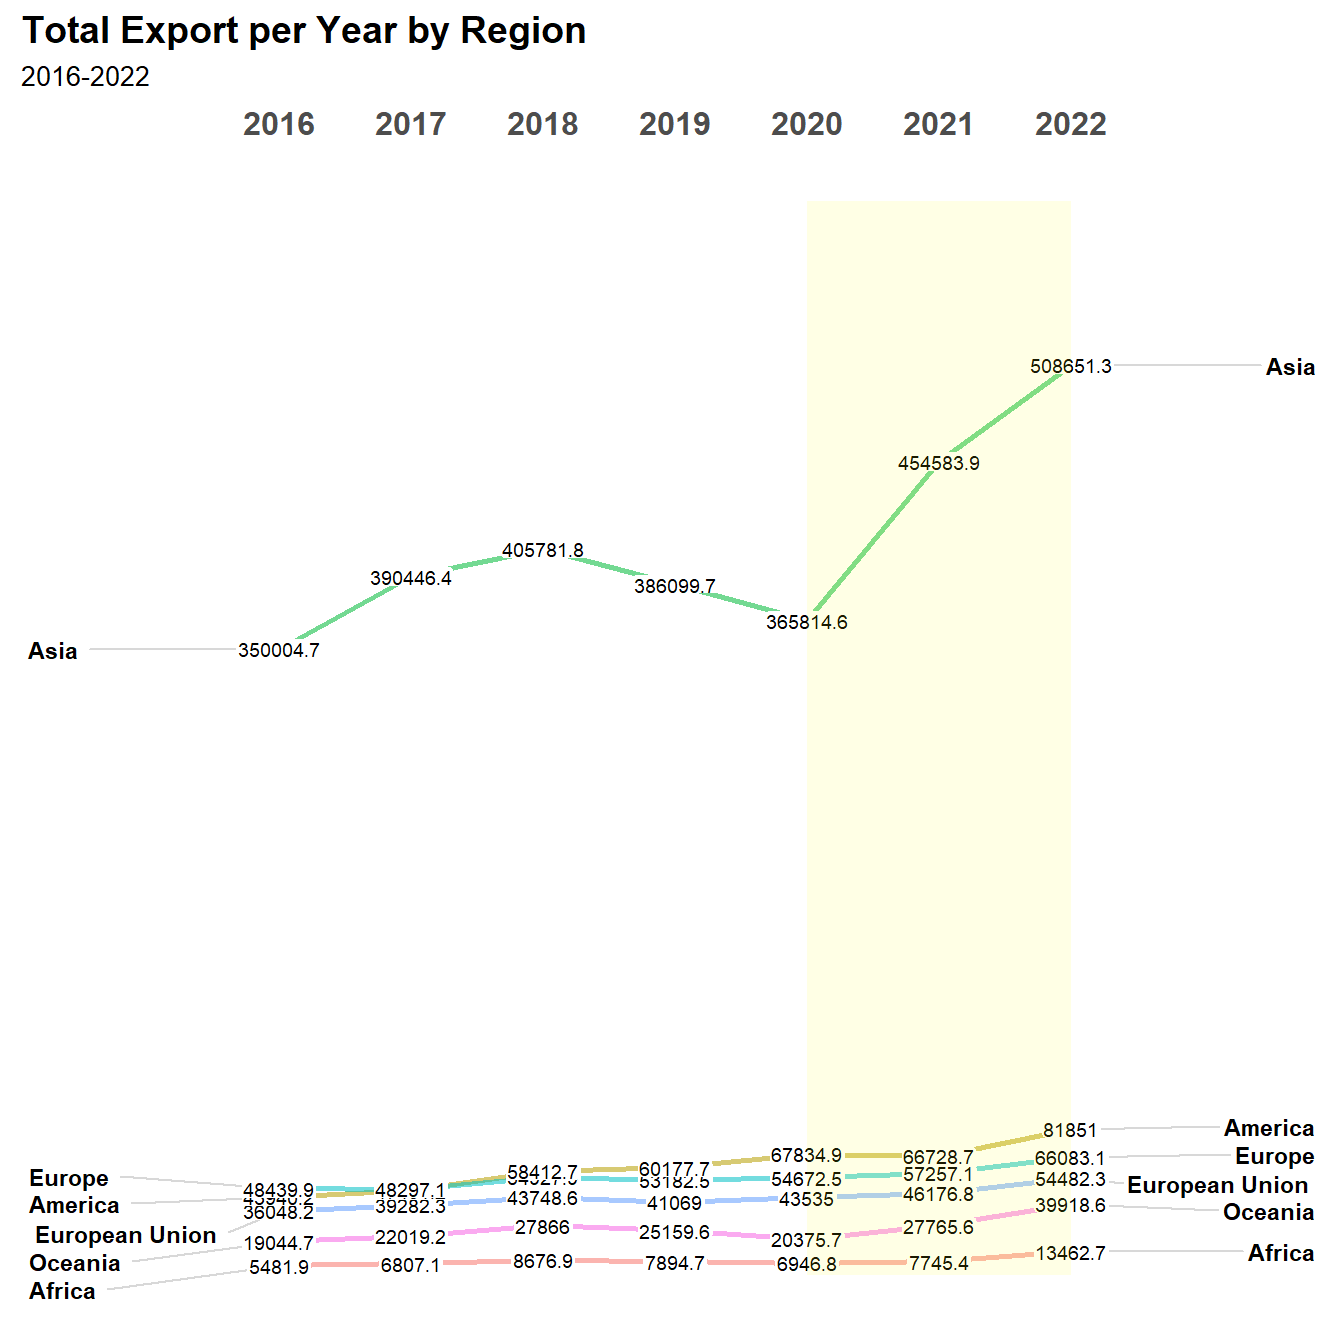 Total Export per Year by Region
2016-2022
2016 2017 2018 2019 2020 2021 2022
508651.3 Asia
454583.9
405781.8
390446.4 386099.7
365814.6
Asia 350004.7
81851 America
67834.9 66728.7 66083.1 Europe
58412.7 60177.7
Europe 48439.9 48297.1 53182.5 54672.5 57257.1 54482.3 European Union
America 43748.6 41069 43535 46176.8 39918.6 Oceania
36048.2 39282.3
European Union
Oceania 19044.7 22019.2 27866 25159.6 20375.7 27765.6
5481.9 6807.1 8676.9 7894.7 6946.8 7745.4 13462.7 Africa
Africa